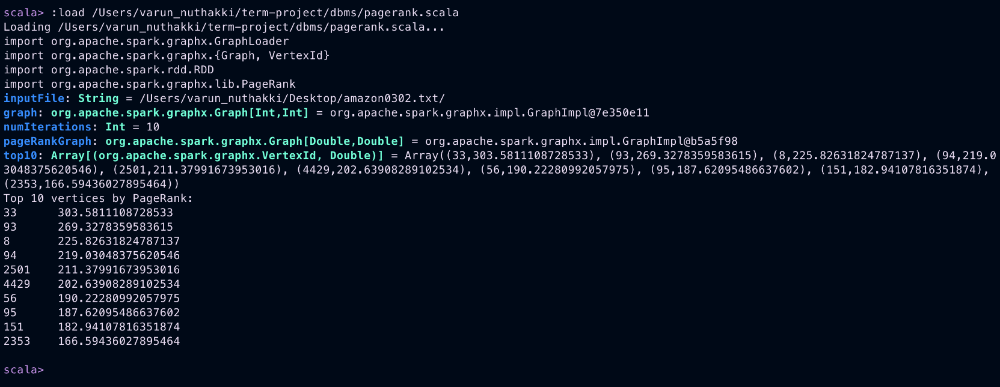 scala> :load /Users/varun_nuthakki/term-project/dbms/pagerank.scala
Loading /Users/varun_nuthakki/term-project/dbms/pagerank.scala...
import org.apache.spark.graphx.GraphLoader
import org.apache.spark.graphx.{Graph, VertexId}
import org.apache.spark.rdd.RDD
import org.apache.spark.graphx.lib.PageRank
inputFile: String = /Users/varun_nuthakki/Desktop/amazon0302.txt/
graph: org.apache.spark.graphx.Graph[Int,Int] = org.apache.spark.graphx.impl.GraphImpl@7e350e11
numIterations: Int = 10
pageRankGraph: org.apache.spark.graphx.Graph[Double,Double] = org.apache.spark.graphx.impl.GraphImpl@b5a5f98
top10: Array[(org.apache.spark.graphx.VertexId, Double)] = Array((33,303.5811108728533), (93,269.3278359583615), (8,225.82631824787137), (94,219.0
3048375620546), (2501,211.37991673953016), (4429,202.63908289102534), (56,190.22280992057975), (95,187.62095486637602), (151,182.94107816351874),
(2353,166.59436027895464))
Top 10 vertices by PageRank:
33 303.5811108728533
93 269.3278359583615
8 225.82631824787137
94 219.03048375620546
2501 211.37991673953016
4429 202.63908289102534
56 190.22280992057975
95 187.62095486637602
151 182.94107816351874
2353 166.59436027895464
scala>